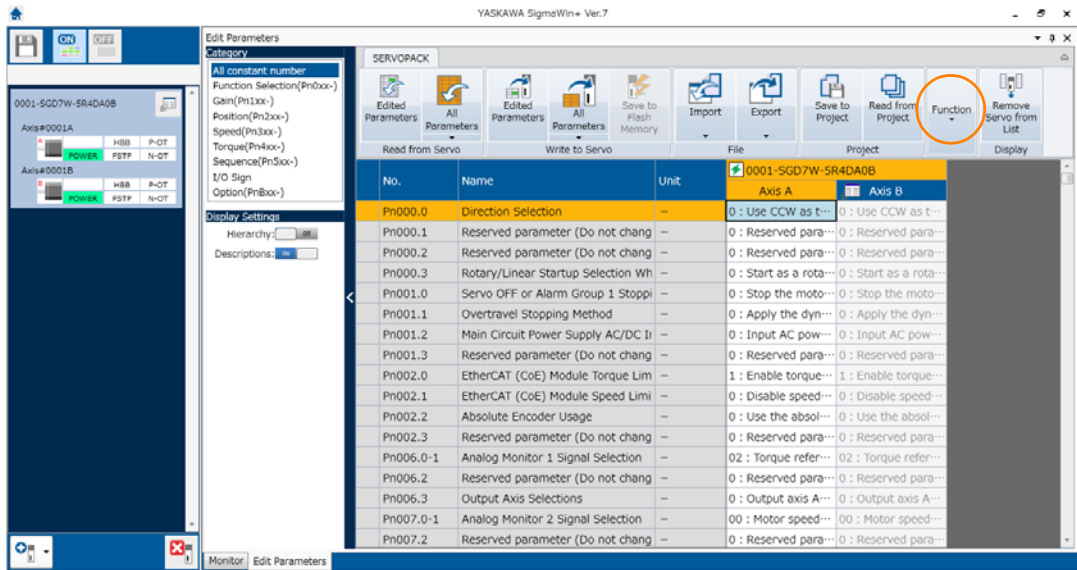 YASKAWA SigmaWin+ Ver.7
ON
OFF
0001-SGD7W-5R4DA0B
Axis#0001A
A
HBB P-OT
POWER FSTP N-OT
Axis#0001B
B
HBB P-OT
POWER FSTP N-OT
Edit Parameters
Category
All constant number
Function Selection(Pn0xx-)
Gain(Pn1xx-)
Position(Pn2xx-)
Speed(Pn3xx-)
Torque(Pn4xx-)
Sequence(Pn5xx-)
I/O Sign
Option(PnBxx-)
Display Settings
Hierarchy: Off
Descriptions: On
SERVOPACK
Edited Parameters
All Parameters
Read from Servo
Edited Parameters
All Parameters
Save to Flash Memory
Write to Servo
Import
Export
File
Save to Project
Read from Project
Project
Function
Remove Servo from List
Display
No. Name Unit 0001-SGD7W-5R4DA0B
Axis A Axis B
Pn000.0 Direction Selection – 0 : Use CCW as t··· 0 : Use CCW as t···
Pn000.1 Reserved parameter (Do not chang – 0 : Reserved para··· 0 : Reserved para···
Pn000.2 Reserved parameter (Do not chang – 0 : Reserved para··· 0 : Reserved para···
Pn000.3 Rotary/Linear Startup Selection Wh – 0 : Start as a rota··· 0 : Start as a rota···
Pn001.0 Servo OFF or Alarm Group 1 Stoppi – 0 : Stop the moto··· 0 : Stop the moto···
Pn001.1 Overtravel Stopping Method – 0 : Apply the dyn··· 0 : Apply the dyn···
Pn001.2 Main Circuit Power Supply AC/DC I – 0 : Input AC pow··· 0 : Input AC pow···
Pn001.3 Reserved parameter (Do not chang – 0 : Reserved para··· 0 : Reserved para···
Pn002.0 EtherCAT (CoE) Module Torque Lim – 1 : Enable torque··· 1 : Enable torque···
Pn002.1 EtherCAT (CoE) Module Speed Limi – 0 : Disable speed··· 0 : Disable speed···
Pn002.2 Absolute Encoder Usage – 0 : Use the absol··· 0 : Use the absol···
Pn002.3 Reserved parameter (Do not chang – 0 : Reserved para··· 0 : Reserved para···
Pn006.0-1 Analog Monitor 1 Signal Selection – 02 : Torque refer··· 02 : Torque refer···
Pn006.2 Reserved parameter (Do not chang – 0 : Reserved para··· 0 : Reserved para···
Pn006.3 Output Axis Selections – 0 : Output axis A··· 0 : Output axis A···
Pn007.0-1 Analog Monitor 2 Signal Selection – 00 : Motor speed··· 00 : Motor speed···
Pn007.2 Reserved parameter (Do not chang – 0 : Reserved para··· 0 : Reserved para···
Monitor Edit Parameters